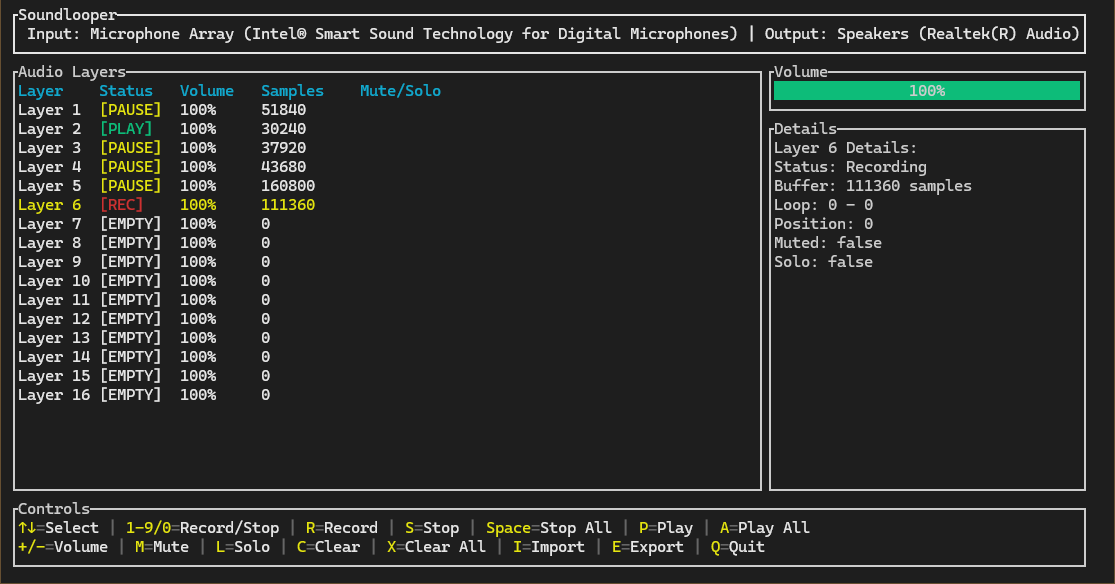 Soundlooper
Input: Microphone Array (Intel® Smart Sound Technology for Digital Microphones) | Output: Speakers (Realtek(R) Audio)
Audio Layers
Layer Status Volume Samples Mute/Solo
Layer 1 [PAUSE] 100% 51840
Layer 2 [PLAY] 100% 30240
Layer 3 [PAUSE] 100% 37920
Layer 4 [PAUSE] 100% 43680
Layer 5 [PAUSE] 100% 160800
Layer 6 [REC] 100% 111360
Layer 7 [EMPTY] 100% 0
Layer 8 [EMPTY] 100% 0
Layer 9 [EMPTY] 100% 0
Layer 10 [EMPTY] 100% 0
Layer 11 [EMPTY] 100% 0
Layer 12 [EMPTY] 100% 0
Layer 13 [EMPTY] 100% 0
Layer 14 [EMPTY] 100% 0
Layer 15 [EMPTY] 100% 0
Layer 16 [EMPTY] 100% 0
Volume
100%
Details
Layer 6 Details:
Status: Recording
Buffer: 111360 samples
Loop: 0 - 0
Position: 0
Muted: false
Solo: false
Controls
↑↓=Select | 1-9/0=Record/Stop | R=Record | S=Stop | Space=Stop All | P=Play | A=Play All
+/-=Volume | M=Mute | L=Solo | C=Clear | X=Clear All | I=Import | E=Export | Q=Quit